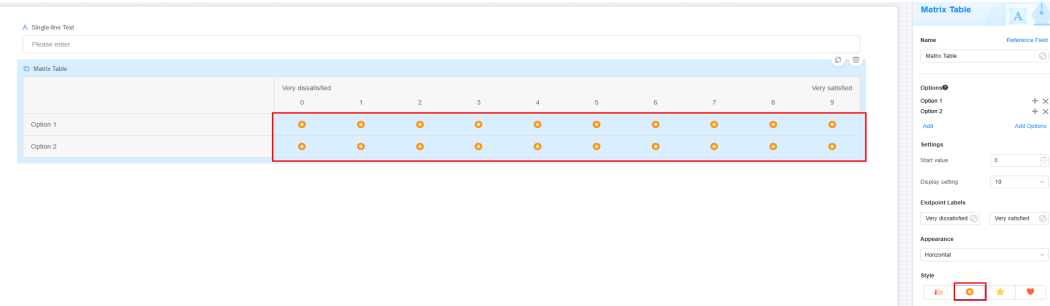 Matrix Table
A
A Single-line Text
Please enter
Name
Reference Field
Matrix Table
Matrix Table
Very dissatisfied
Very satisfied
0 1 2 3 4 5 6 7 8 9
Option 1
Option 2
Options
Option 1
Option 2
Add
Add Options
Settings
Start value
0
Display setting
10
Endpoint Labels
Very dissatisfied
Very satisfied
Appearance
Horizontal
Style